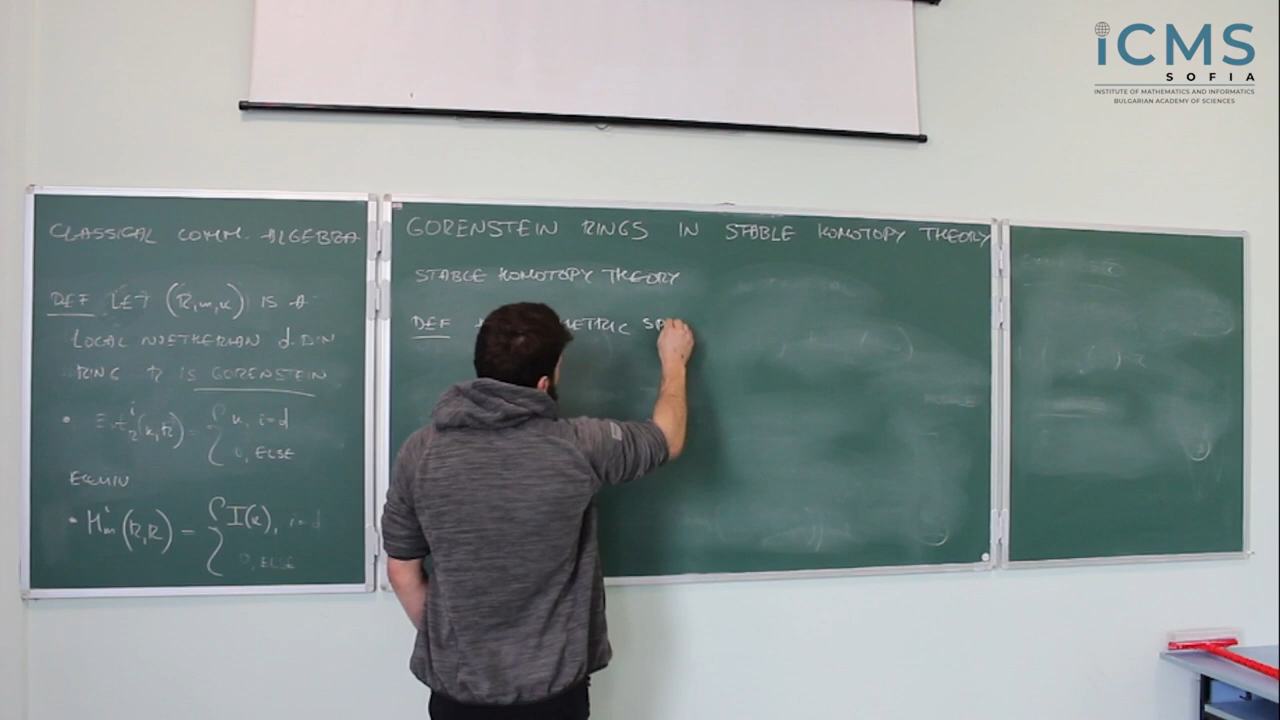 iCMS
SOFIA
INSTITUTE OF MATHEMATICS AND INFORMATICS
BULGARIAN ACADEMY OF SCIENCES
CLASSICAL COMM. ALGEBRA
DEF LET (R,m,k) IS A
LOCAL NOETHERIAN d.DIM
RING R IS GORENSTEIN
• Ext^i_R(k,R) = { k, i=d
0, ELSE
EQUIV
• H^i_m(R,R) = { I(k), i=d
0, ELSE
GORENSTEIN RINGS IN STABLE HOMOTOPY THEORY
STABLE HOMOTOPY THEORY
DEF